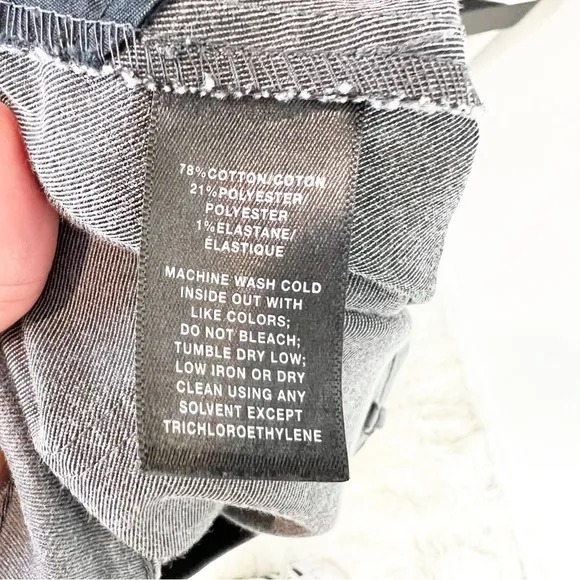 78%COTTON/COTON
21%POLYESTER/
POLYESTER
1%ELASTANE/
ÉLASTIQUE
MACHINE WASH COLD
INSIDE OUT WITH
LIKE COLORS;
DO NOT BLEACH;
TUMBLE DRY LOW;
LOW IRON OR DRY
CLEAN USING ANY
SOLVENT EXCEPT
TRICHLOROETHYLENE